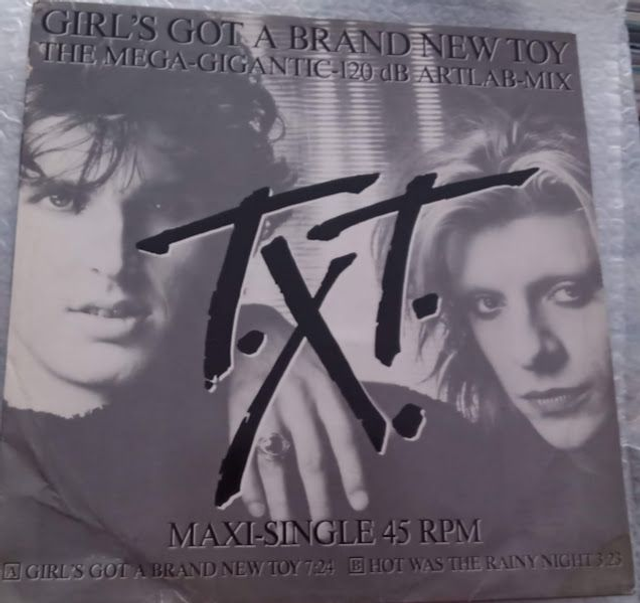 GIRL'S GOT A BRAND NEW TOY
THE MEGA-GIGANTIC-120 dB ARTLAB-MIX
T.X.T.
MAXI-SINGLE 45 RPM
A GIRL'S GOT A BRAND NEW TOY 7:24 B HOT WAS THE RAINY NIGHT 3:23